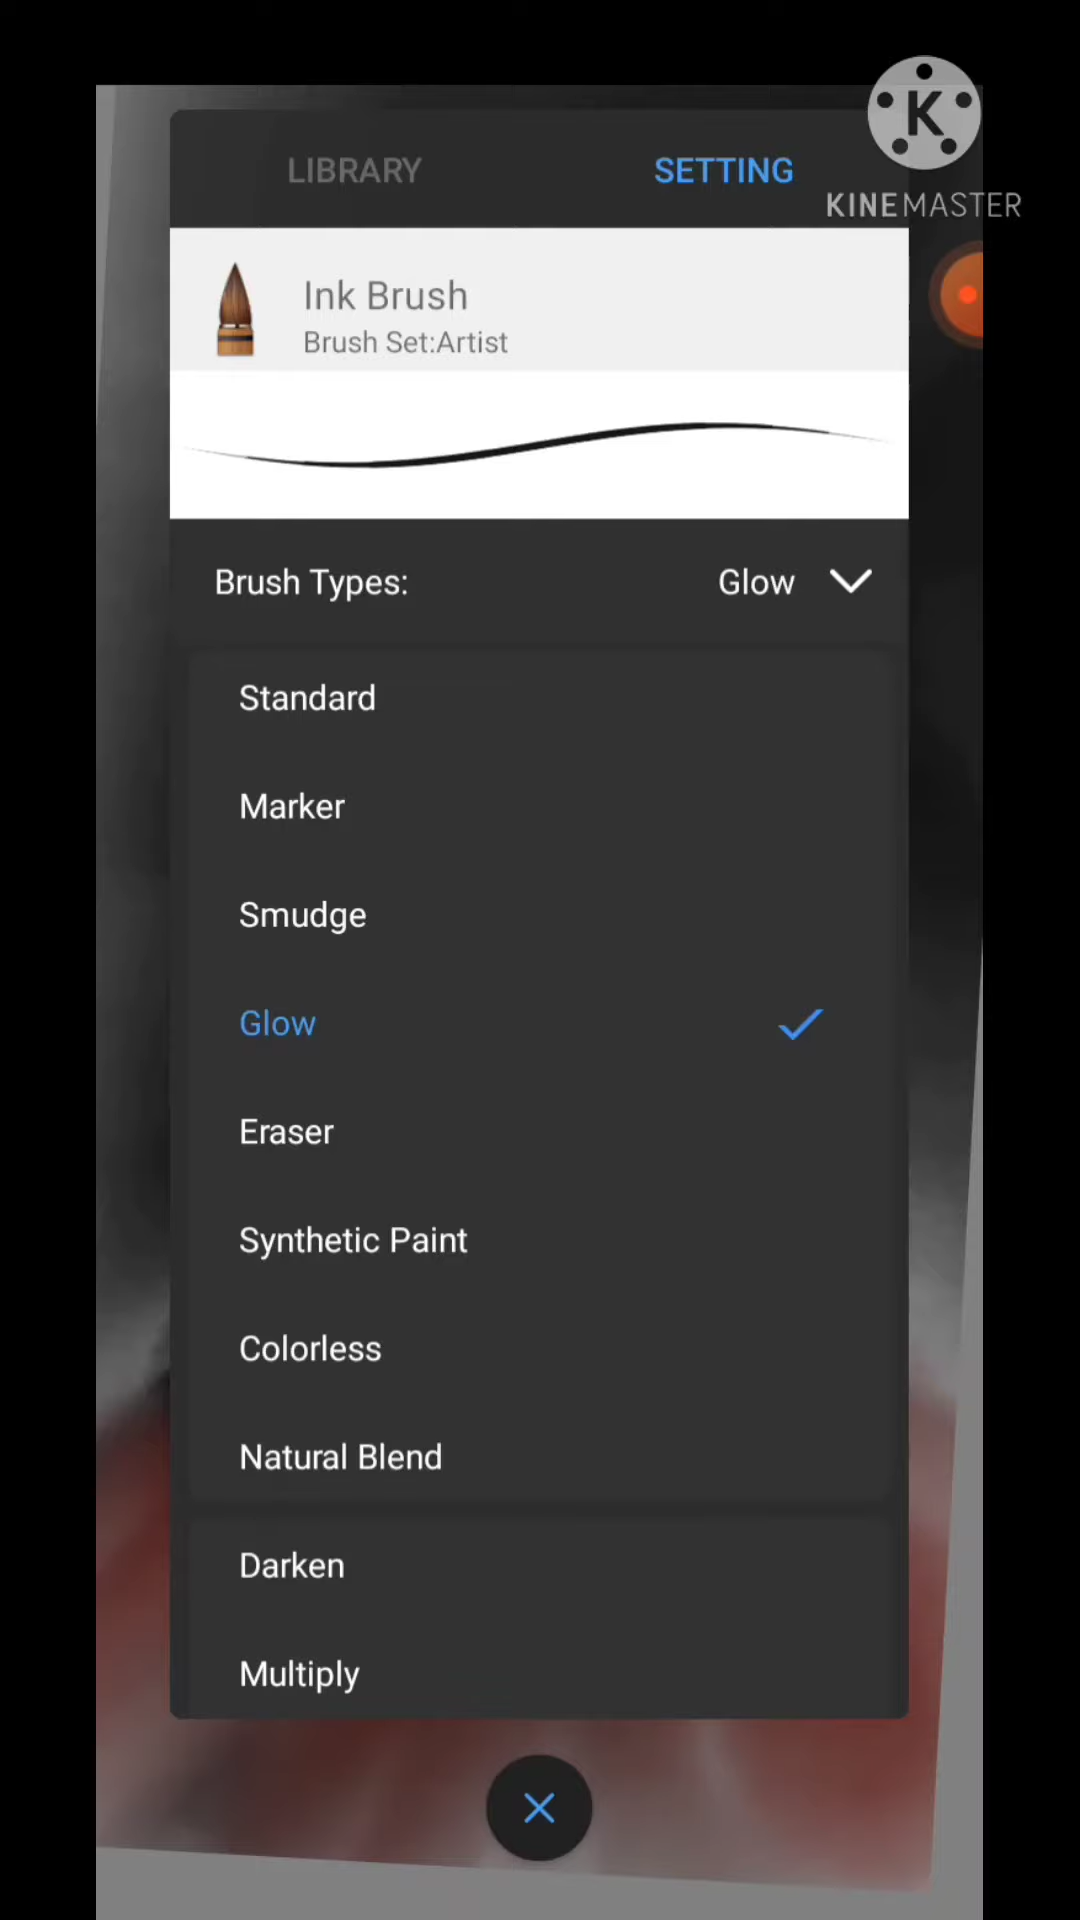 K
KINEMASTER
LIBRARY
SETTING
Ink Brush
Brush Set:Artist
Brush Types:
Glow
Standard
Marker
Smudge
Glow
Eraser
Synthetic Paint
Colorless
Natural Blend
Darken
Multiply